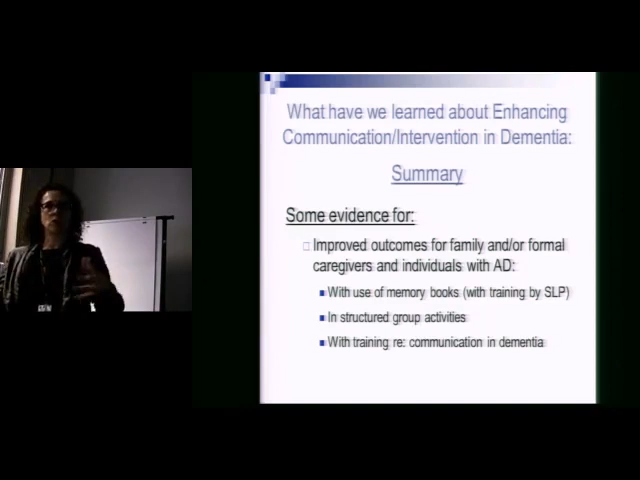 What have we learned about Enhancing
Communication/Intervention in Dementia:
Summary
Some evidence for:
Improved outcomes for family and/or formal
caregivers and individuals with AD:
With use of memory books (with training by SLP)
In structured group activities
With training re: communication in dementia